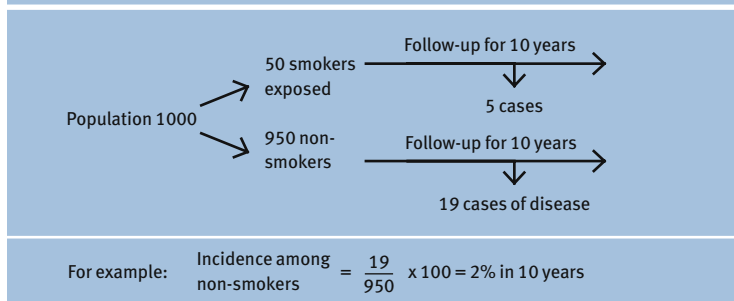 Follow-up for 10 years
50 smokers
exposed
5 cases
Population 1000
950 non-
smokers
Follow-up for 10 years
19 cases of disease
For example: Incidence among non-smokers = 19/950 x 100 = 2% in 10 years